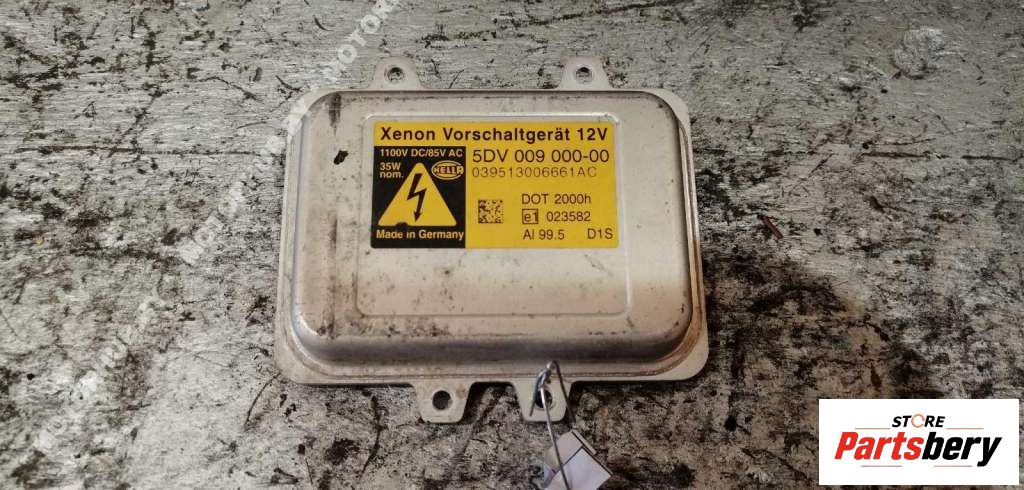 Xenon Vorschaltgerät 12V
1100V DC/85V AC
35W
nom.
HELLA
5DV 009 000-00
039513006661AC
DOT 2000h
e1 023582
Made in Germany
Al 99.5 D1S
STORE
Partsbery